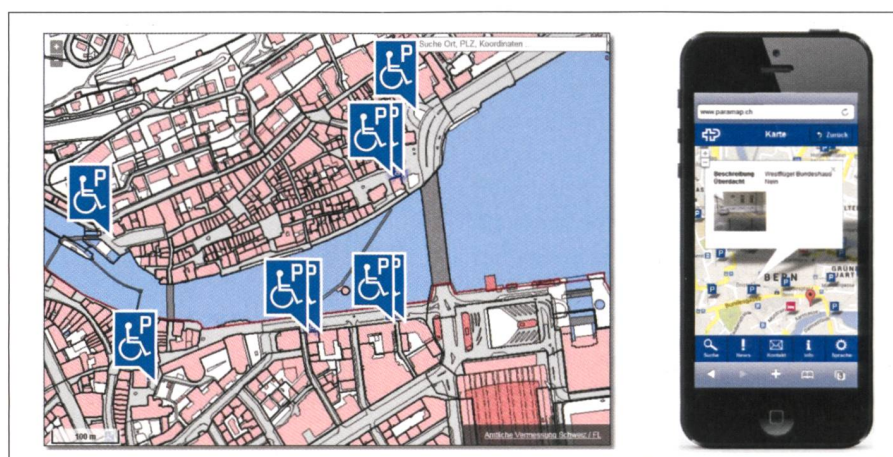 Suche Ort, PLZ, Koordinaten
P
P
P
P
P
P
P
P
100 m
Amtliche Vermessung Schweiz / FL
www.paramap.ch
Karte
Zurück
Beschreibung Westflügel Bundeshaus
Überdacht Nein
BERN
Suche
News
Kontakt
Info
Sprache